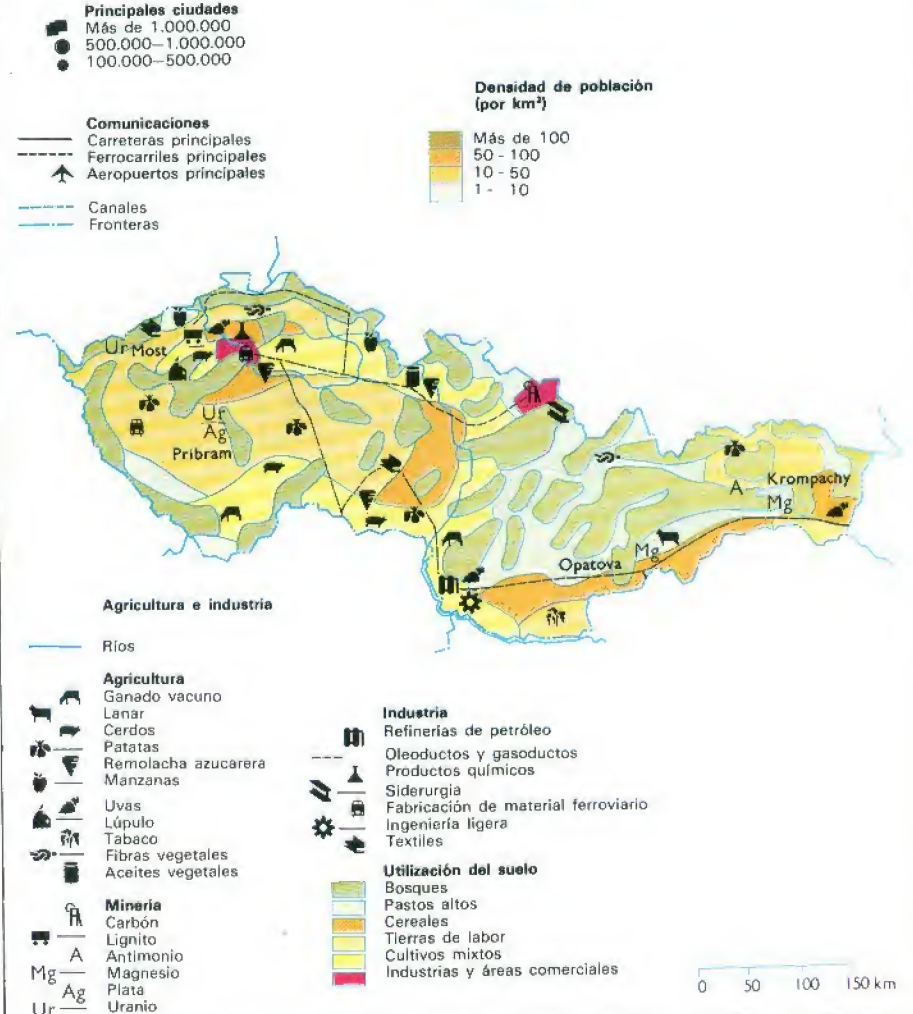 Principales ciudades
Más de 1.000.000
500.000–1.000.000
100.000–500.000
Comunicaciones
Carreteras principales
Ferrocarriles principales
Aeropuertos principales
Canales
Fronteras
Densidad de población
(por km²)
Más de 100
50 - 100
10 - 50
1 - 10
Ur Most
Ur
Ag
Pribram
A
Krompachy
Mg
Mg
Opatova
Agricultura e industria
Ríos
Agricultura
Ganado vacuno
Lanar
Cerdos
Patatas
Remolacha azucarera
Manzanas
Uvas
Lúpulo
Tabaco
Fibras vegetales
Aceites vegetales
Minería
Carbón
Lignito
A Antimonio
Mg Magnesio
Ag Plata
Ur Uranio
Industria
Refinerías de petróleo
Oleoductos y gasoductos
Productos químicos
Siderurgia
Fabricación de material ferroviario
Ingeniería ligera
Textiles
Utilización del suelo
Bosques
Pastos altos
Cereales
Tierras de labor
Cultivos mixtos
Industrias y áreas comerciales
0 50 100 150 km